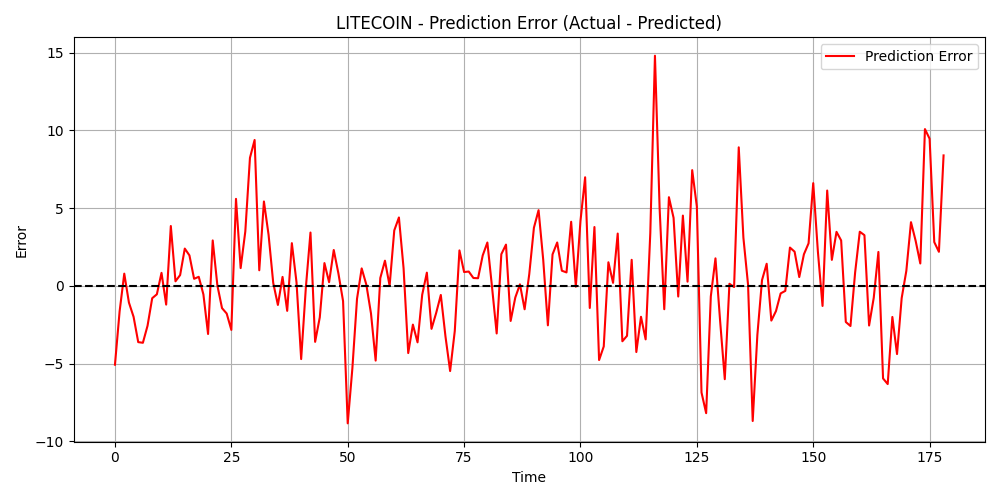 LITECOIN - Prediction Error (Actual - Predicted)
Prediction Error
Error
15
10
5
0
−5
−10
0 25 50 75 100 125 150 175
Time